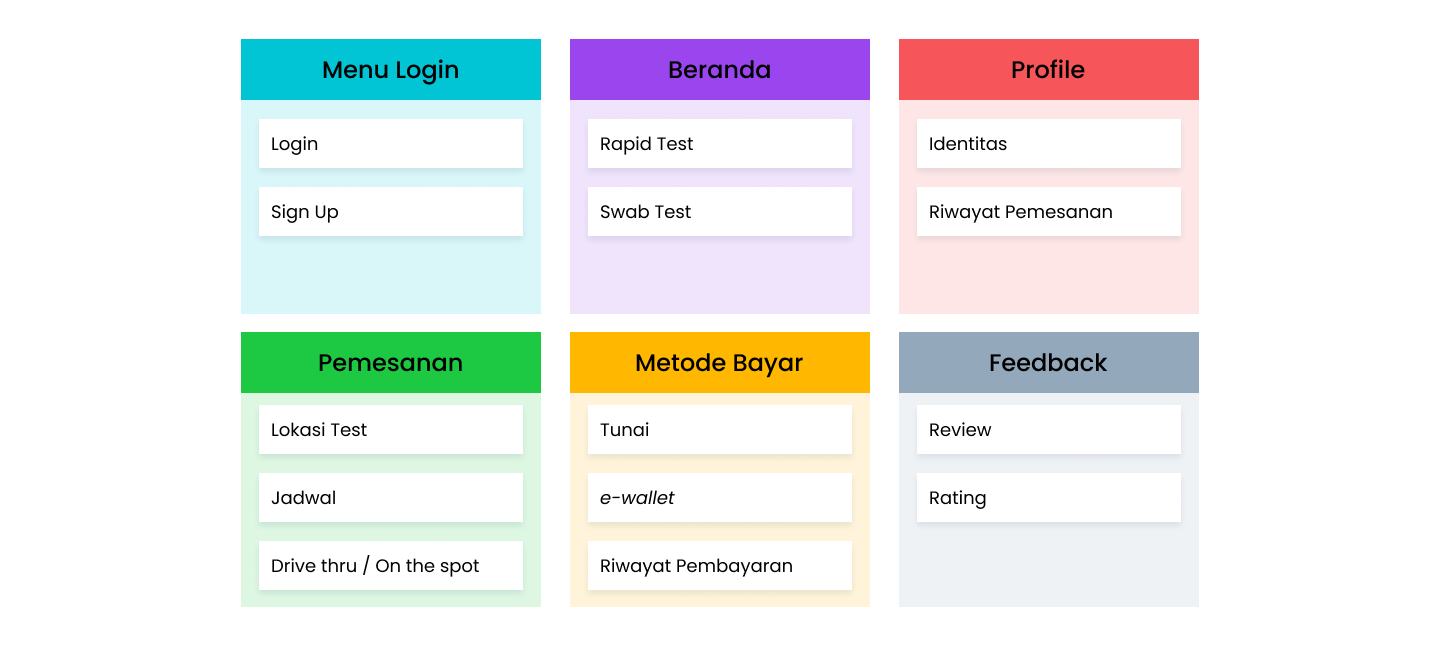 Menu Login
Login
Sign Up
Beranda
Rapid Test
Swab Test
Profile
Identitas
Riwayat Pemesanan
Pemesanan
Lokasi Test
Jadwal
Drive thru / On the spot
Metode Bayar
Tunai
e-wallet
Riwayat Pembayaran
Feedback
Review
Rating